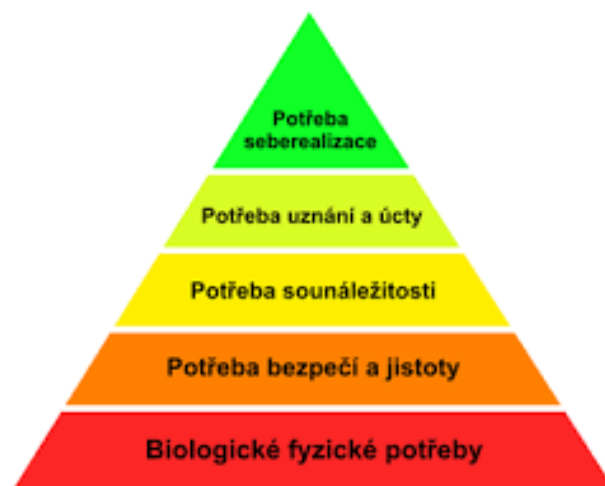 Potřeba
seberealizace
Potřeba uznání a úcty
Potřeba sounáležitosti
Potřeba bezpečí a jistoty
Biologické fyzické potřeby